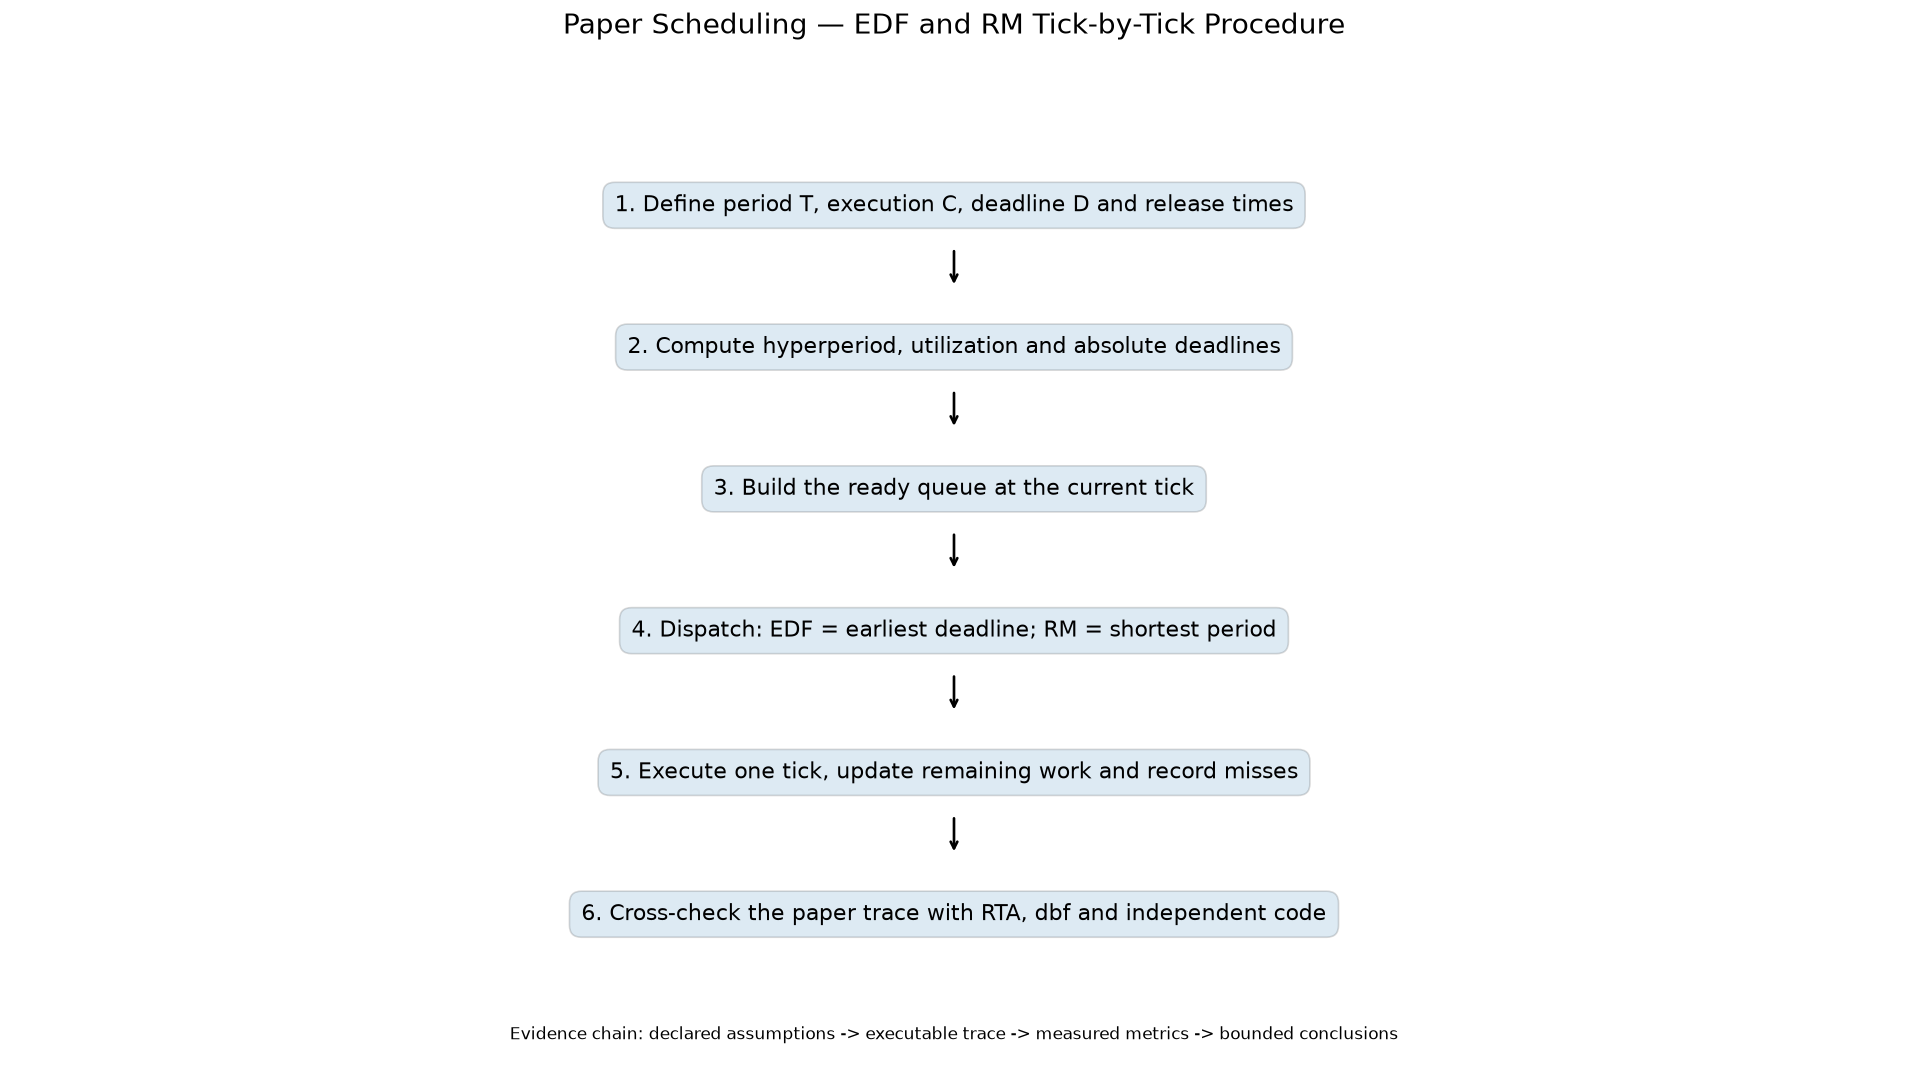 Paper Scheduling — EDF and RM Tick-by-Tick Procedure
1. Define period T, execution C, deadline D and release times
2. Compute hyperperiod, utilization and absolute deadlines
3. Build the ready queue at the current tick
4. Dispatch: EDF = earliest deadline; RM = shortest period
5. Execute one tick, update remaining work and record misses
6. Cross-check the paper trace with RTA, dbf and independent code
Evidence chain: declared assumptions -> executable trace -> measured metrics -> bounded conclusions